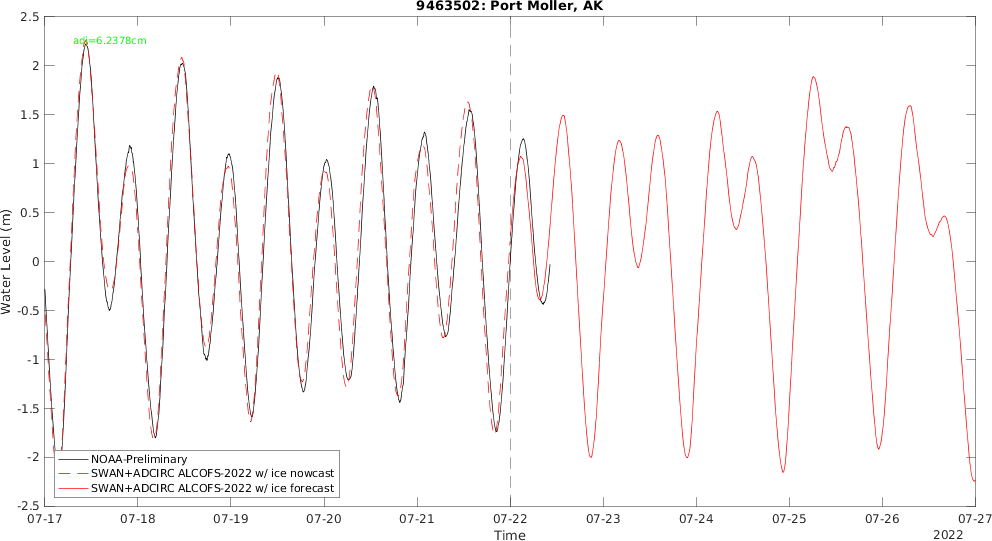 9463502: Port Moller, AK
adj=6.2378cm
Water Level (m)
2.5
2
1.5
1
0.5
0
-0.5
-1
-1.5
-2
-2.5
NOAA-Preliminary
SWAN+ADCIRC ALCOFS-2022 w/ ice nowcast
SWAN+ADCIRC ALCOFS-2022 w/ ice forecast
07-17 07-18 07-19 07-20 07-21 07-22 07-23 07-24 07-25 07-26 07-27
Time
2022